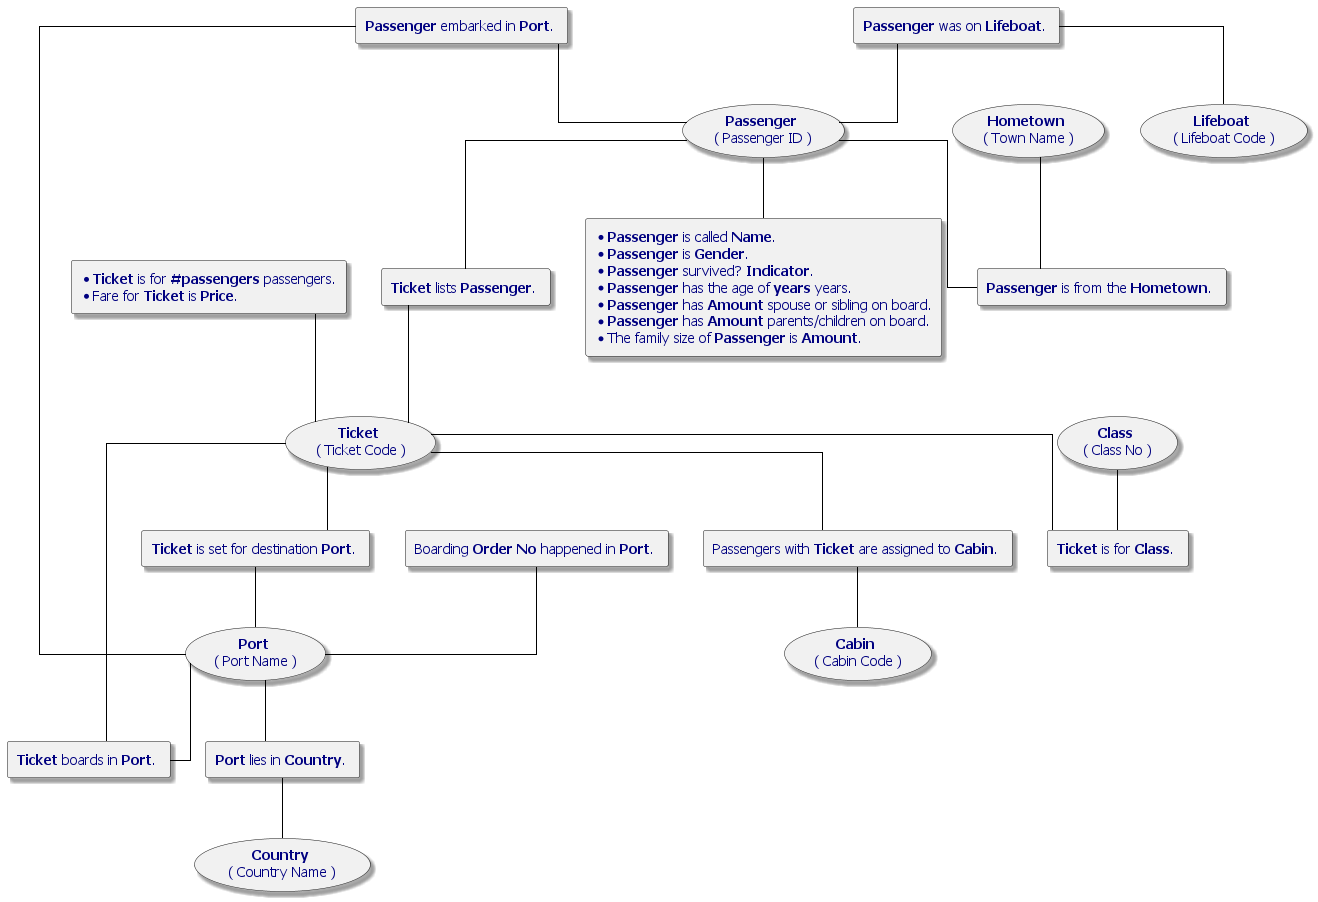 Passenger embarked in Port.
Passenger was on Lifeboat.
Passenger
( Passenger ID )
Hometown
( Town Name )
Lifeboat
( Lifeboat Code )
• Passenger is called Name.
• Passenger is Gender.
• Passenger survived? Indicator.
• Passenger has the age of years years.
• Passenger has Amount spouse or sibling on board.
• Passenger has Amount parents/children on board.
• The family size of Passenger is Amount.
• Ticket is for #passengers passengers.
• Fare for Ticket is Price.
Ticket lists Passenger.
Passenger is from the Hometown.
Ticket
( Ticket Code )
Class
( Class No )
Ticket is set for destination Port.
Boarding Order No happened in Port.
Passengers with Ticket are assigned to Cabin.
Ticket is for Class.
Port
( Port Name )
Cabin
( Cabin Code )
Ticket boards in Port.
Port lies in Country.
Country
( Country Name )